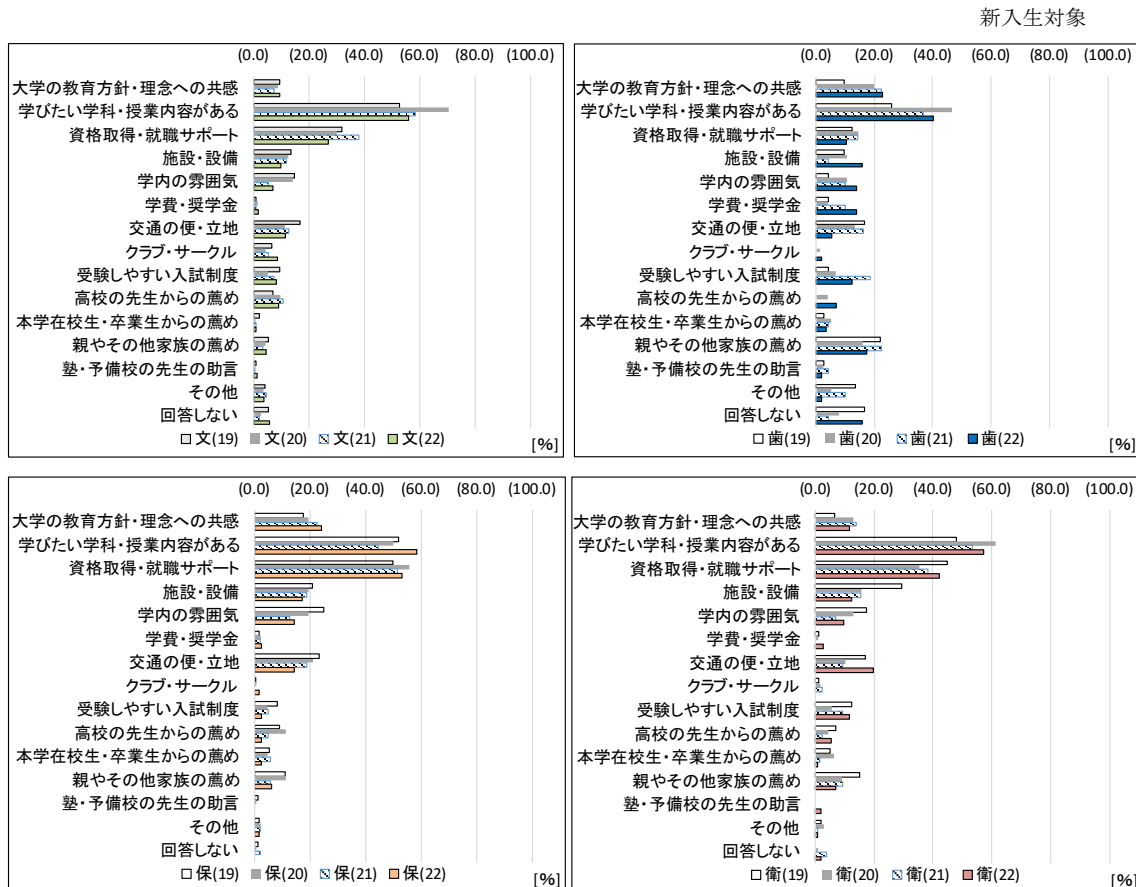 新入生対象
(0.0) (20.0) (40.0) (60.0) (80.0) (100.0)
大学の教育方針・理念への共感
学びたい学科・授業内容がある
資格取得・就職サポート
施設・設備
学内の雰囲気
学費・奨学金
交通の便・立地
クラブ・サークル
受験しやすい入試制度
高校の先生からの薦め
本学在校生・卒業生からの薦め
親やその他家族の薦め
塾・予備校の先生の助言
その他
回答しない
文(19) 文(20) 文(21) 文(22)
[%]
(0.0) (20.0) (40.0) (60.0) (80.0) (100.0)
大学の教育方針・理念への共感
学びたい学科・授業内容がある
資格取得・就職サポート
施設・設備
学内の雰囲気
学費・奨学金
交通の便・立地
クラブ・サークル
受験しやすい入試制度
高校の先生からの薦め
本学在校生・卒業生からの薦め
親やその他家族の薦め
塾・予備校の先生の助言
その他
回答しない
歯(19) 歯(20) 歯(21) 歯(22)
[%]
(0.0) (20.0) (40.0) (60.0) (80.0) (100.0)
大学の教育方針・理念への共感
学びたい学科・授業内容がある
資格取得・就職サポート
施設・設備
学内の雰囲気
学費・奨学金
交通の便・立地
クラブ・サークル
受験しやすい入試制度
高校の先生からの薦め
本学在校生・卒業生からの薦め
親やその他家族の薦め
塾・予備校の先生の助言
その他
回答しない
保(19) 保(20) 保(21) 保(22)
[%]
(0.0) (20.0) (40.0) (60.0) (80.0) (100.0)
大学の教育方針・理念への共感
学びたい学科・授業内容がある
資格取得・就職サポート
施設・設備
学内の雰囲気
学費・奨学金
交通の便・立地
クラブ・サークル
受験しやすい入試制度
高校の先生からの薦め
本学在校生・卒業生からの薦め
親やその他家族の薦め
塾・予備校の先生の助言
その他
回答しない
衛(19) 衛(20) 衛(21) 衛(22)
[%]